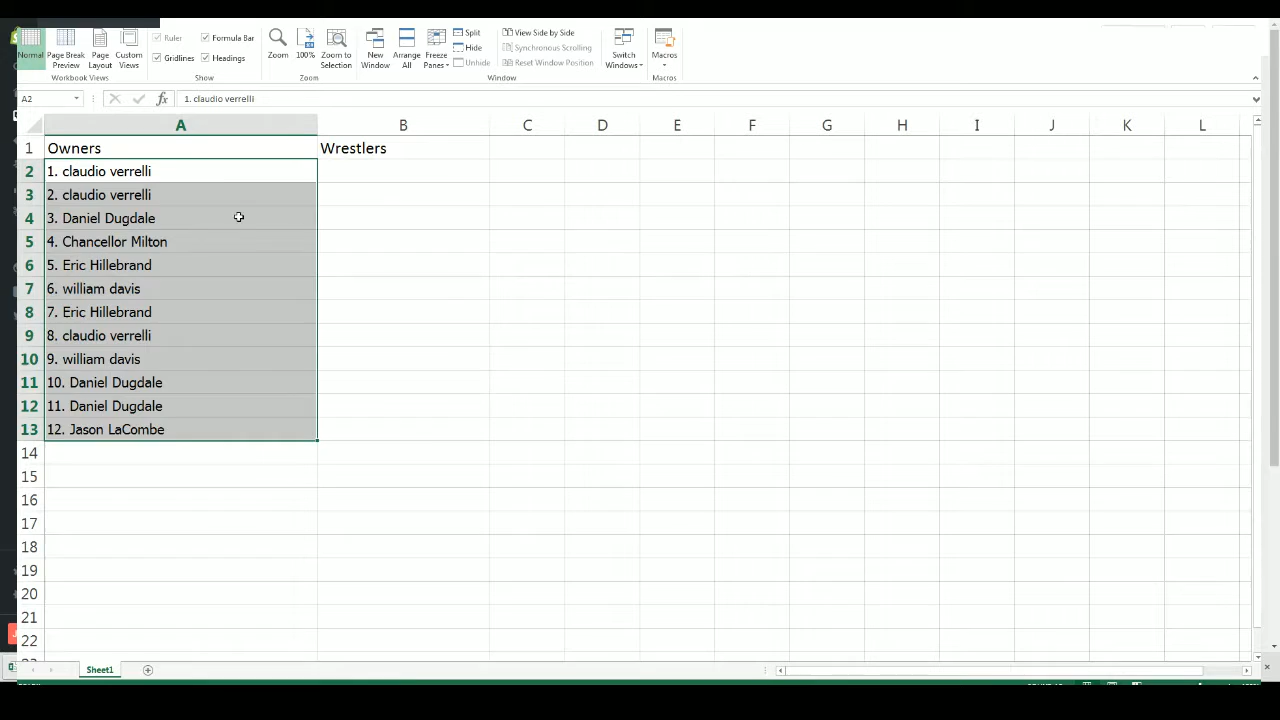 Ruler Formula Bar Split View Side by Side
Gridlines Headings Hide Synchronous Scrolling
Unhide Reset Window Position
Normal Page Break Preview Page Layout Custom Views Zoom 100% Zoom to Selection New Window Arrange All Freeze Panes Switch Windows Macros
Workbook Views Show Zoom Window Macros
A2 fx 1. claudio verrelli
A B C D E F G H I J K L
1 Owners Wrestlers
2 1. claudio verrelli
3 2. claudio verrelli
4 3. Daniel Dugdale
5 4. Chancellor Milton
6 5. Eric Hillebrand
7 6. william davis
8 7. Eric Hillebrand
9 8. claudio verrelli
10 9. william davis
11 10. Daniel Dugdale
12 11. Daniel Dugdale
13 12. Jason LaCombe
14
15
16
17
18
19
20
21
22
Sheet1